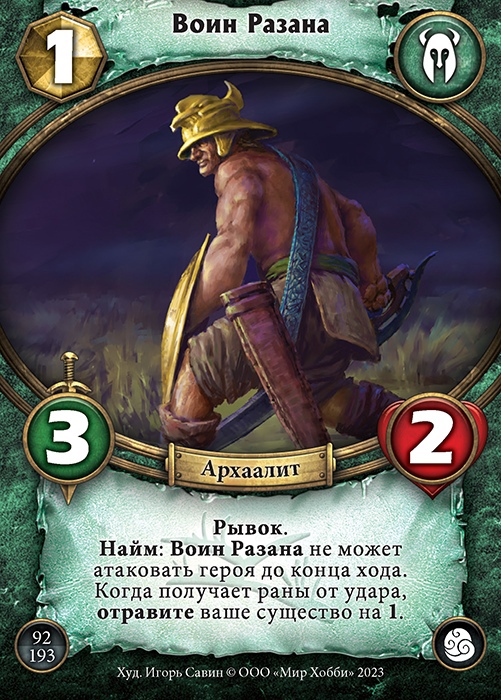 Воин Разана
1
3
2
Архаалит
Рывок.
Найм: Воин Разана не может
атаковать героя до конца хода.
Когда получает раны от удара,
отравите ваше существо на 1.
92
193
Худ. Игорь Савин © ООО «Мир Хобби» 2023